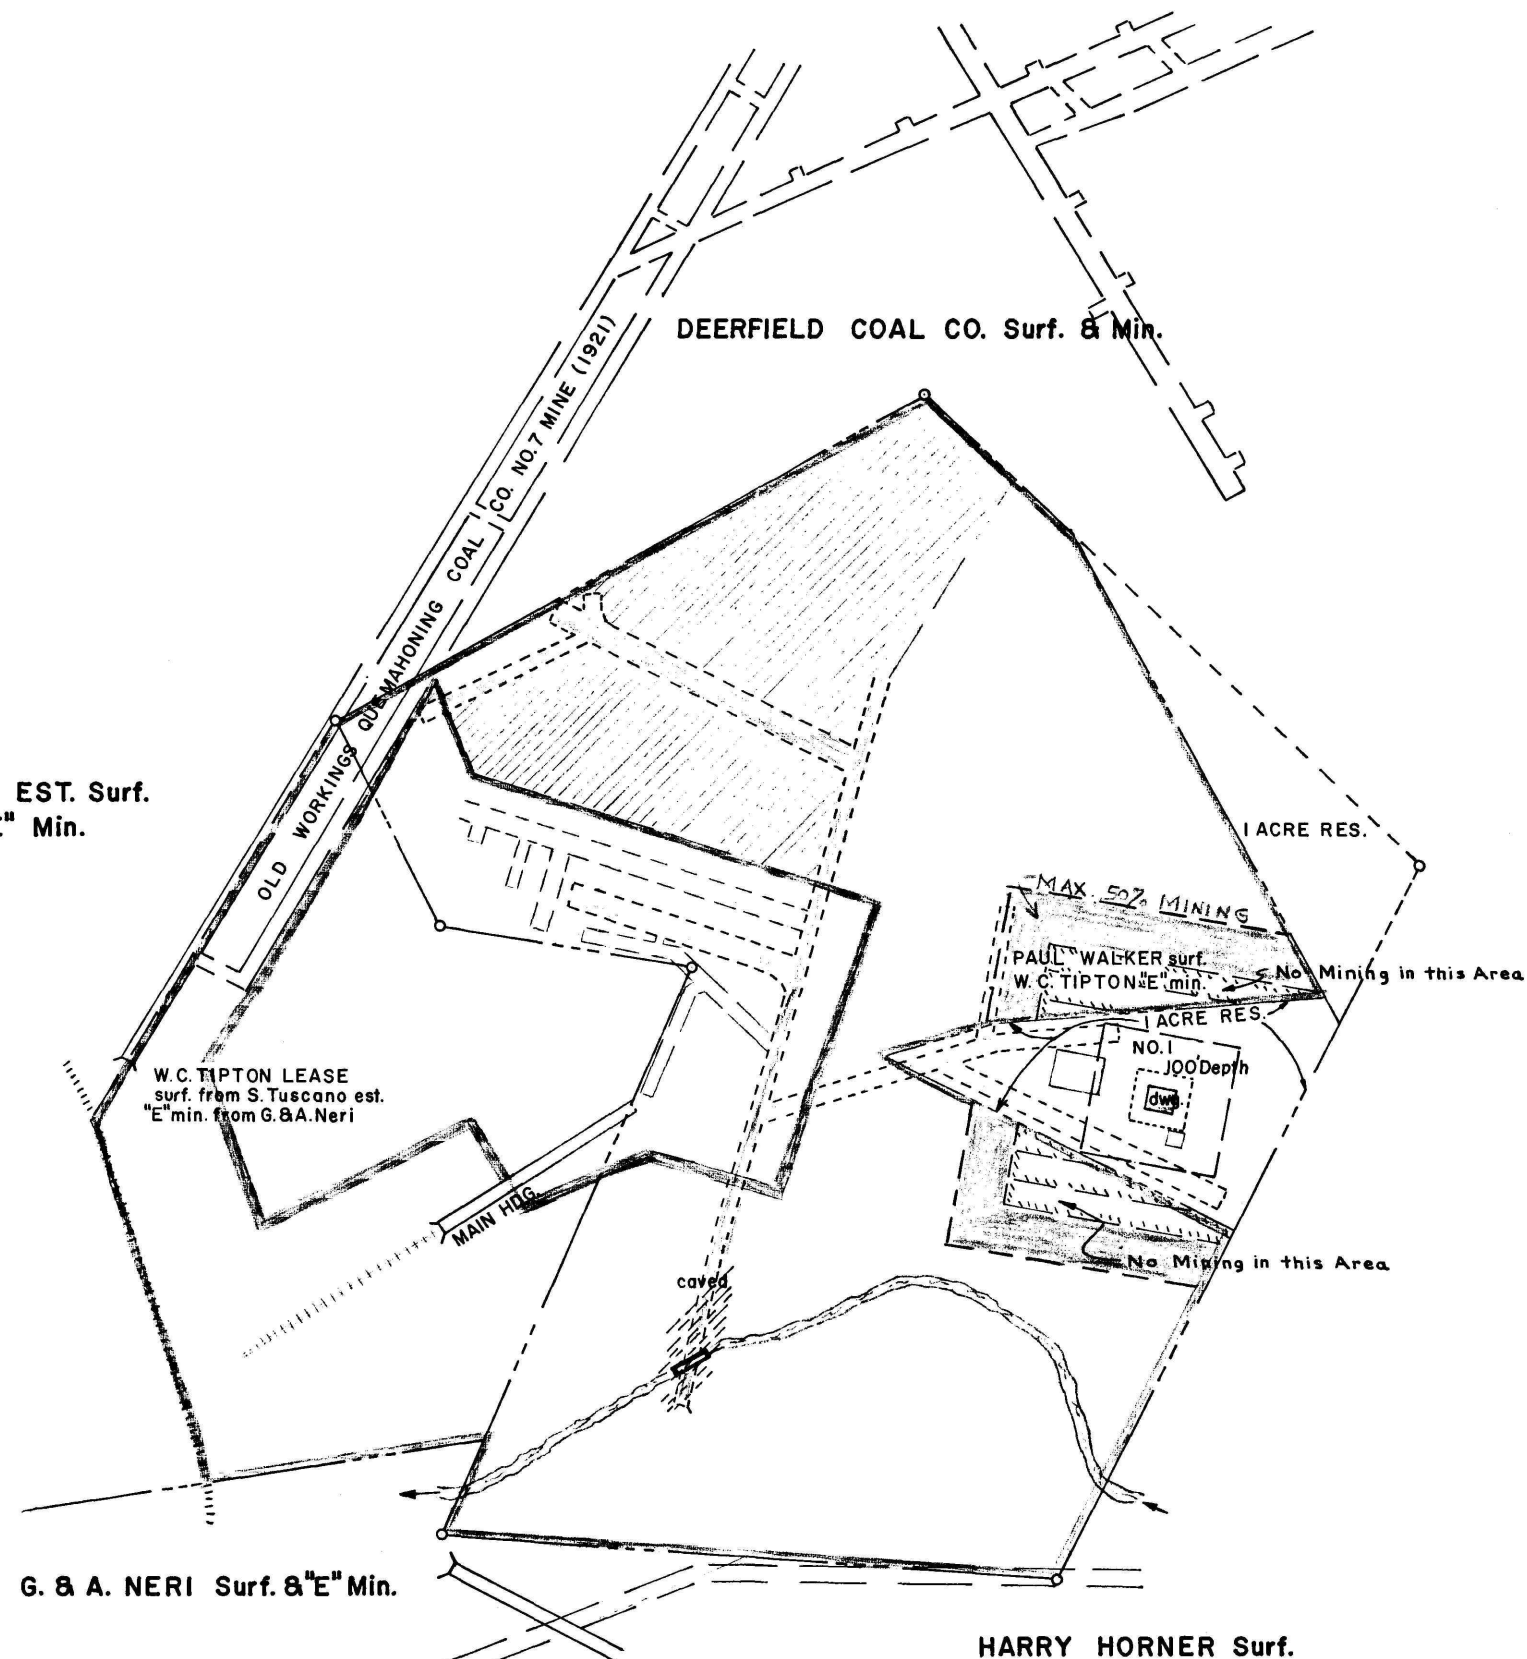 DEERFIELD COAL CO. Surf. & Min.
OLD WORKINGS QUEMAHONING COAL CO. NO. 7 MINE (1921)
EST. Surf.
" Min.
1 ACRE RES.
MAX. 50% MINING
PAUL WALKER surf.
W. C. TIPTON "E" min.
No Mining in this Area
1 ACRE RES.
NO. 1
100' Depth
dwg.
W. C. TIPTON LEASE
surf. from S. Tuscano est.
"E" min. from G. & A. Neri
MAIN HDG.
No Mining in this Area
caved
G. & A. NERI Surf. & "E" Min.
HARRY HORNER Surf.